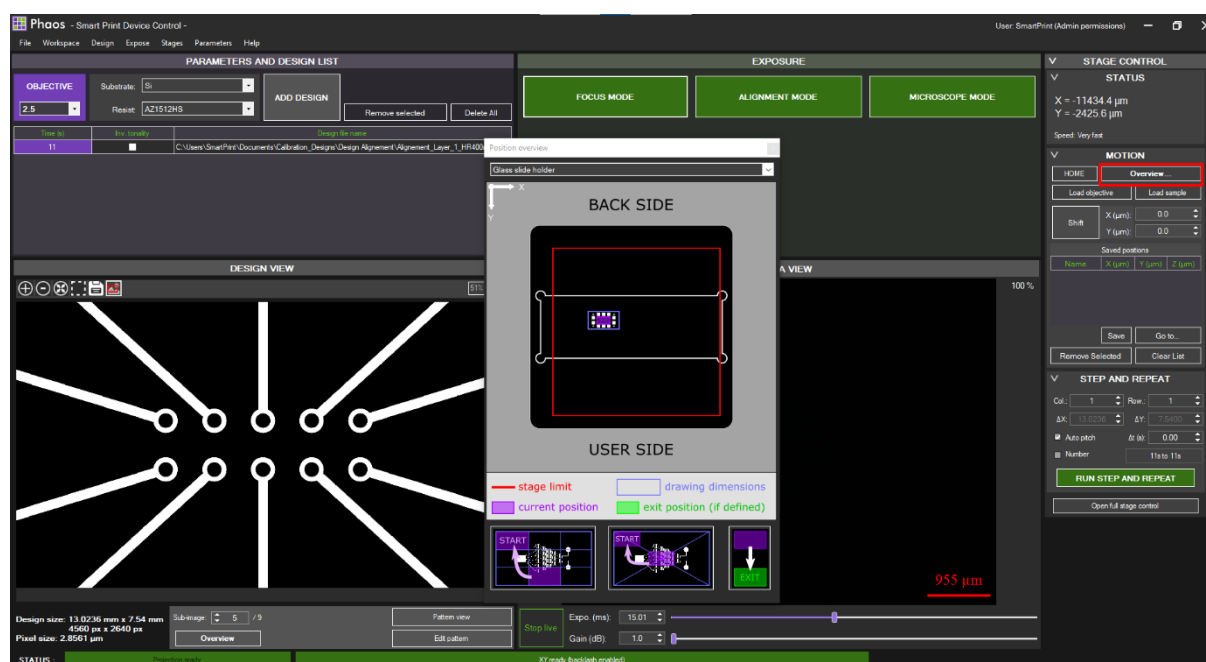 Phaos - Smart Print Device Control -
User: SmartPrint (Admin permissions)
File Workspace Design Expose Stages Parameters Help
PARAMETERS AND DESIGN LIST
OBJECTIVE
2.5
Substrate: Si
Resist: AZ1512HS
ADD DESIGN
Remove selected
Delete All
Time (s) Inv. tonality Design file name
11 C:\Users\SmartPrint\Documents\Calibration_Designs\Design Alignement\Alignement_Layer_1_HR400
EXPOSURE
FOCUS MODE
ALIGNMENT MODE
MICROSCOPE MODE
Position overview
Glass slide holder
X
Y
BACK SIDE
USER SIDE
stage limit
drawing dimensions
current position
exit position (if defined)
START
START
EXIT
DESIGN VIEW
51%
A VIEW
100 %
955 µm
Design size: 13.0236 mm x 7.54 mm
4560 px x 2640 px
Pixel size: 2.8561 µm
Sub-image: 5 / 9
Overview
Pattern view
Edit pattern
Stop live
Expo. (ms): 15.01
Gain (dB): 1.0
STATUS :
Projection ready
XY ready (backlash enabled)
STAGE CONTROL
STATUS
X = -11434.4 µm
Y = -2425.6 µm
Speed: Very fast
MOTION
HOME
Overview...
Load objective
Load sample
Shift
X (µm): 0.0
Y (µm): 0.0
Saved positions
Name X (µm) Y (µm) Z (µm)
Save
Go to...
Remove Selected
Clear List
STEP AND REPEAT
Col.: 1 Row.: 1
ΔX: 13.0236 ΔY: 7.5400
Auto pitch Δt (s): 0.00
Number 11s to 11s
RUN STEP AND REPEAT
Open full stage control